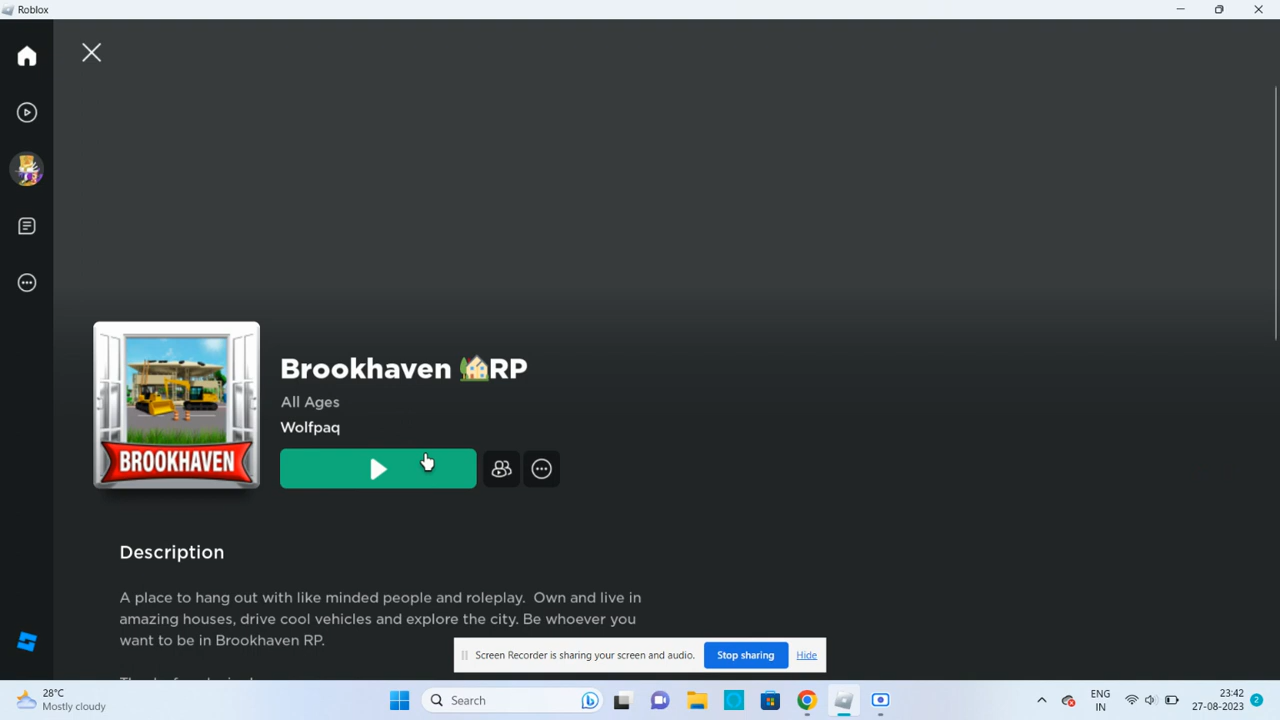 Roblox
Brookhaven RP
All Ages
Wolfpaq
BROOKHAVEN
Description
A place to hang out with like minded people and roleplay. Own and live in
amazing houses, drive cool vehicles and explore the city. Be whoever you
want to be in Brookhaven RP.
Screen Recorder is sharing your screen and audio.
Stop sharing
Hide
28°C
Mostly cloudy
Search
ENG
IN
23:42
27-08-2023
2